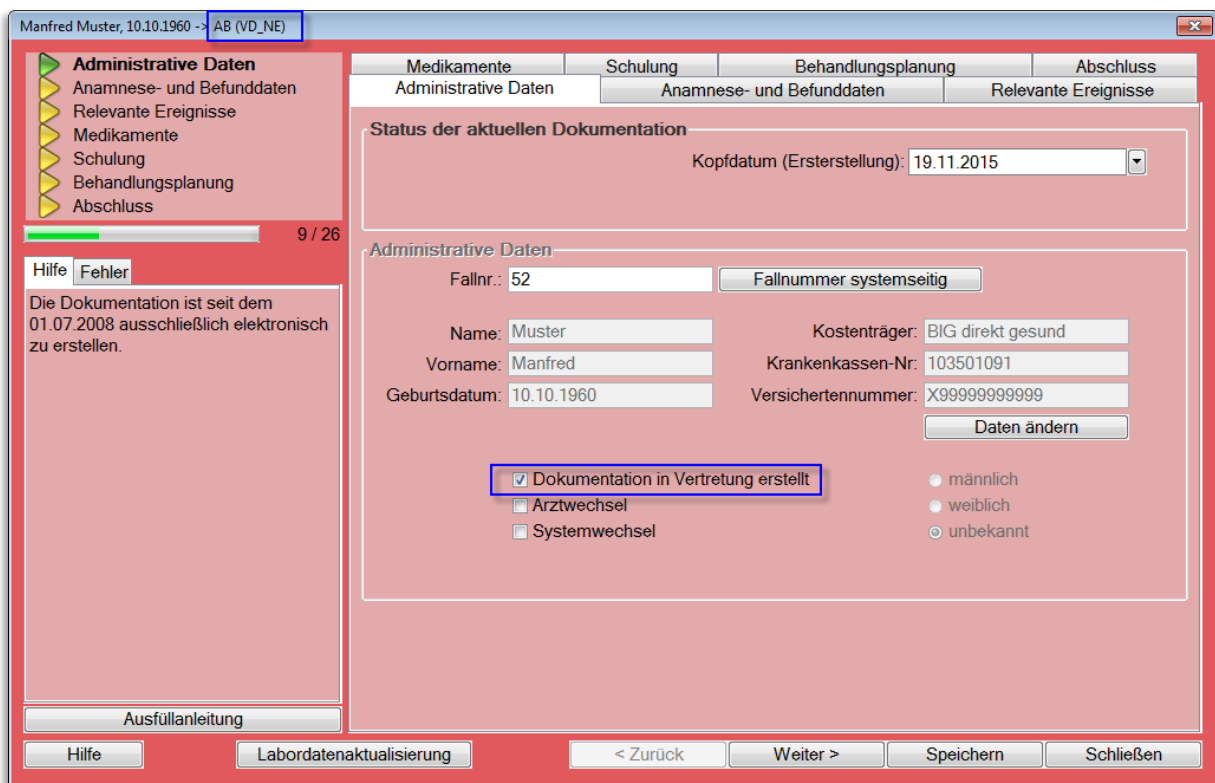 Manfred Muster, 10.10.1960 -> AB (VD_NE)
Administrative Daten
Anamnese- und Befunddaten
Relevante Ereignisse
Medikamente
Schulung
Behandlungsplanung
Abschluss
9 / 26
Hilfe Fehler
Die Dokumentation ist seit dem
01.07.2008 ausschließlich elektronisch
zu erstellen.
Ausfüllanleitung
Medikamente Schulung Behandlungsplanung Abschluss
Administrative Daten Anamnese- und Befunddaten Relevante Ereignisse
Status der aktuellen Dokumentation
Kopfdatum (Ersterstellung): 19.11.2015
Administrative Daten
Fallnr.: 52 Fallnummer systemseitig
Name: Muster Kostenträger: BIG direkt gesund
Vorname: Manfred Krankenkassen-Nr: 103501091
Geburtsdatum: 10.10.1960 Versichertennummer: X99999999999
Daten ändern
Dokumentation in Vertretung erstellt männlich
Arztwechsel weiblich
Systemwechsel unbekannt
Hilfe Labordatenaktualisierung < Zurück Weiter > Speichern Schließen